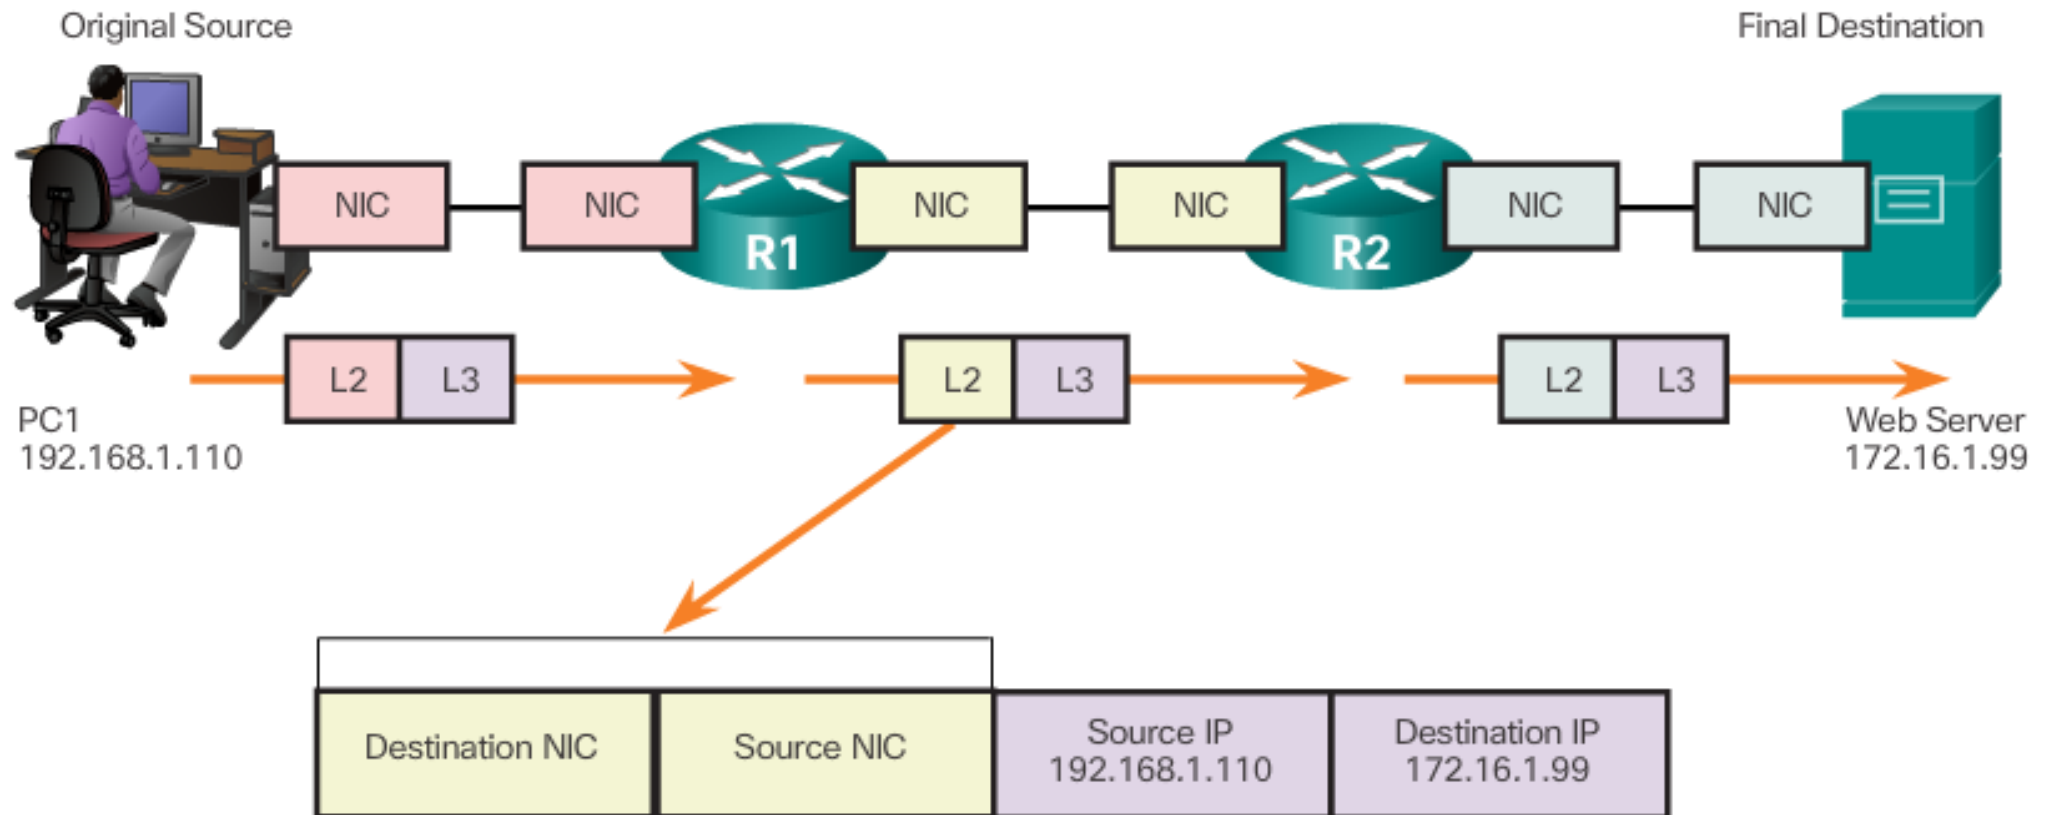 Original Source
Final Destination
NIC
NIC
NIC
NIC
NIC
NIC
R1
R2
L2
L3
L2
L3
L2
L3
PC1
192.168.1.110
Web Server
172.16.1.99
Destination NIC
Source NIC
Source IP
192.168.1.110
Destination IP
172.16.1.99